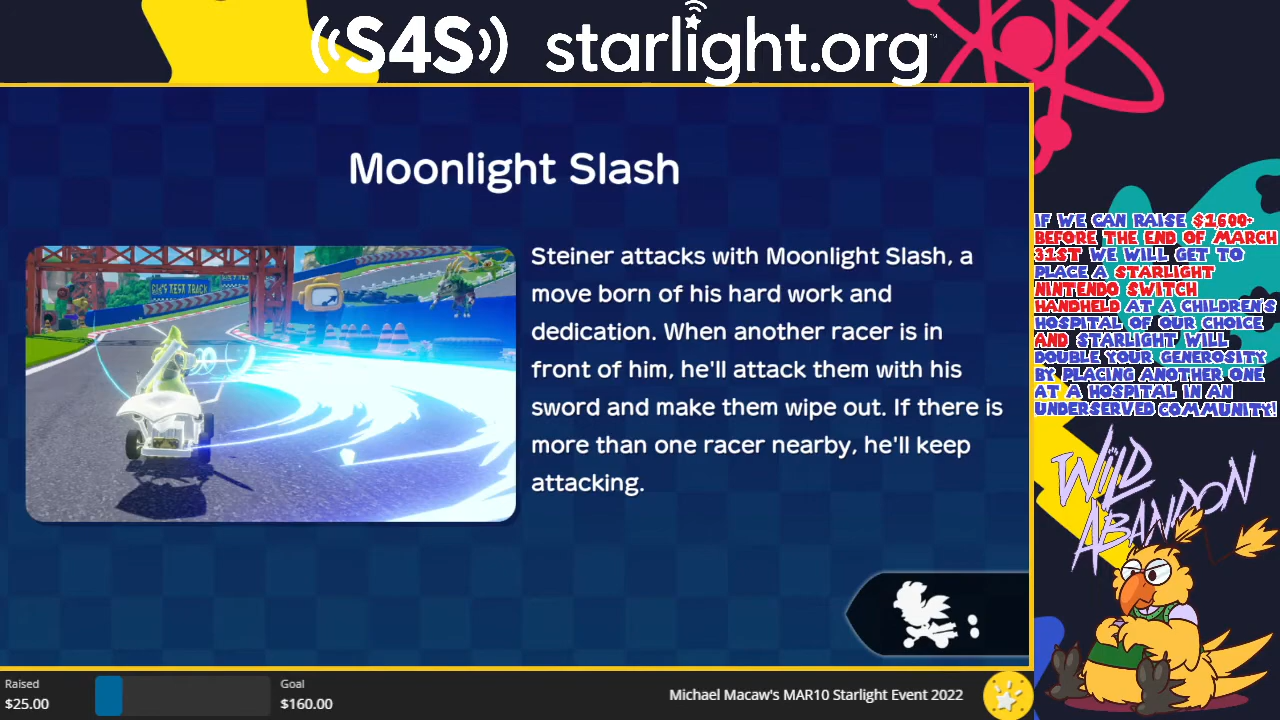 ((S4S)) starlight.org™
Moonlight Slash
CID'S TEST TRACK
Steiner attacks with Moonlight Slash, a
move born of his hard work and
dedication. When another racer is in
front of him, he'll attack them with his
sword and make them wipe out. If there is
more than one racer nearby, he'll keep
attacking.
IF WE CAN RAISE $1600+
BEFORE THE END OF MARCH
31ST WE WILL GET TO
PLACE A STARLIGHT
NINTENDO SWITCH
HANDHELD AT A CHILDREN'S
HOSPITAL OF OUR CHOICE
AND STARLIGHT WILL
DOUBLE YOUR GENEROSITY
BY PLACING ANOTHER ONE
AT A HOSPITAL IN AN
UNDERSERVED COMMUNITY!
WILD
ABANDON
Raised
$25.00
Goal
$160.00
Michael Macaw's MAR10 Starlight Event 2022